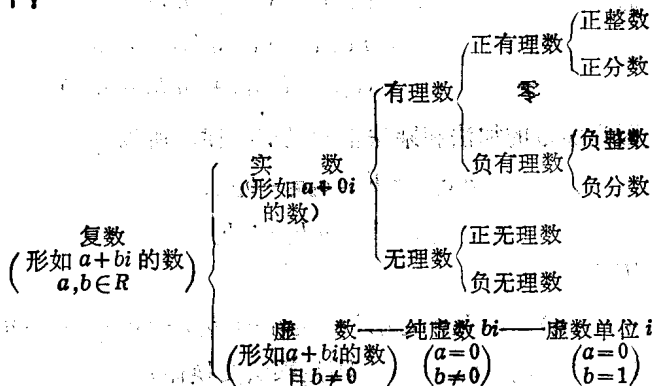 正整数
正有理数
正分数
有理数
零
负整数
负有理数
负分数
实 数
(形如a+0i
的数)
复数
(形如a+bi的数)
a,b∈R
正无理数
无理数
负无理数
虚 数——纯虚数bi——虚数单位i
(形如a+bi的数) (a=0) (a=0)
且b≠0 (b≠0) (b=1)